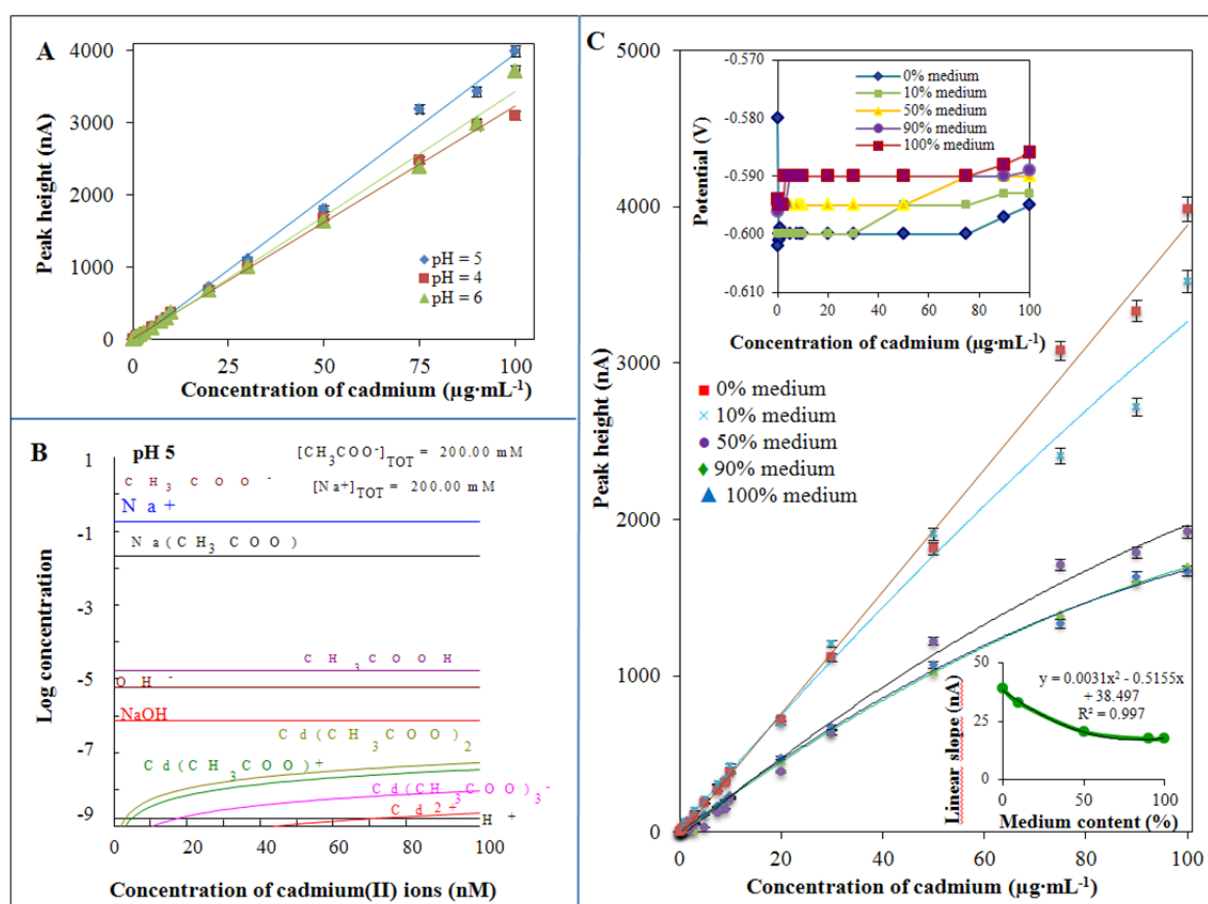 A
4000
3000
2000
1000
0
Peak height (nA)
pH = 5
pH = 4
pH = 6
0 25 50 75 100
Concentration of cadmium (µg·mL-1)
B
pH 5
[CH3COO-]TOT = 200.00 mM
[Na+]TOT = 200.00 mM
1
-1
-3
-5
-7
-9
Log concentration
CH3COO-
Na+
Na(CH3COO)
CH3COOH
OH-
NaOH
Cd(CH3COO)2
Cd(CH3COO)+
Cd(CH3COO)3-
Cd2+
H+
0 20 40 60 80 100
Concentration of cadmium(II) ions (nM)
C
5000
4000
3000
2000
1000
0
Peak height (nA)
-0.570
-0.580
-0.590
-0.600
-0.610
Potential (V)
0% medium
10% medium
50% medium
90% medium
100% medium
0 20 40 60 80 100
Concentration of cadmium (µg·mL-1)
0% medium
10% medium
50% medium
90% medium
100% medium
50
25
0
Linear slope (nA)
y = 0.0031x2 - 0.5155x
+ 38.497
R² = 0.997
0 50 100
Medium content (%)
0 20 40 60 80 100
Concentration of cadmium (µg·mL-1)